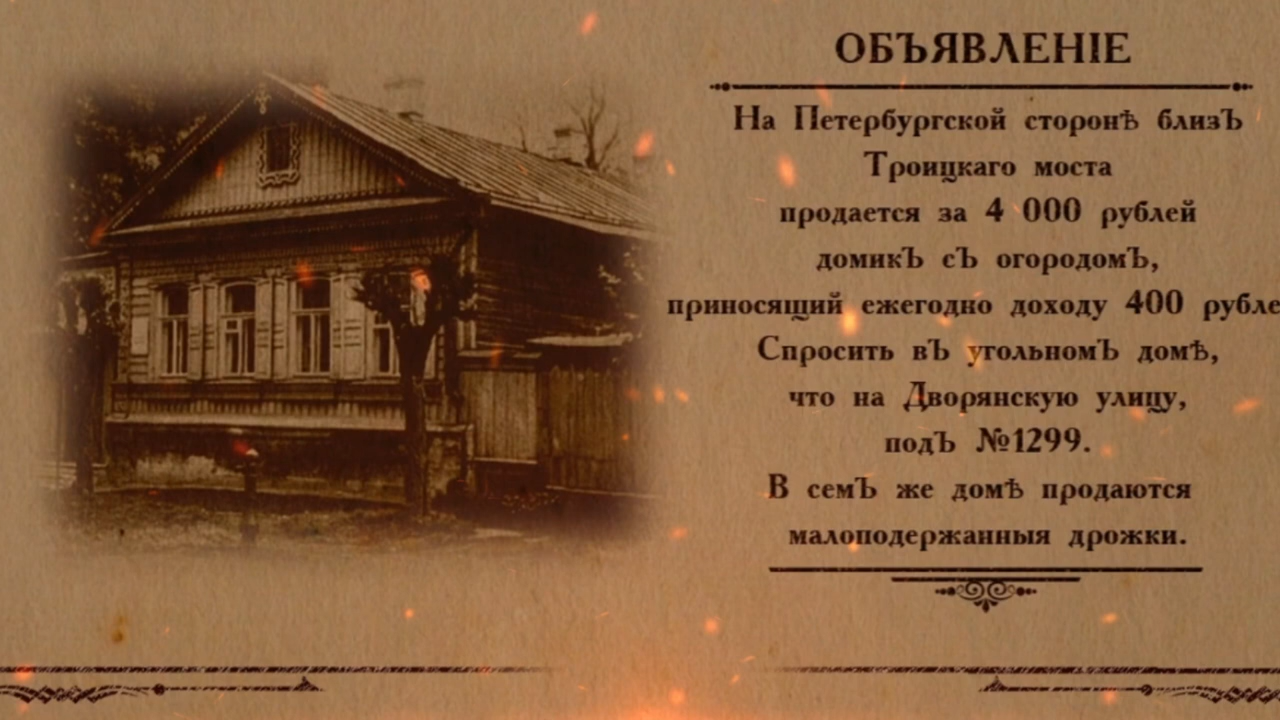 ОБЪЯВЛЕНІЕ
На Петербургской сторонѣ близЪ
Троицкаго моста
продается за 4 000 рублей
домикЪ сЪ огородомЪ,
приносящий ежегодно доходу 400
Спросить вЪ угольномЪ домѣ,
что на Дворянскую улицу,
подЪ №1299.
В семЪ же домѣ продаются
малоподержанныя дрожки.